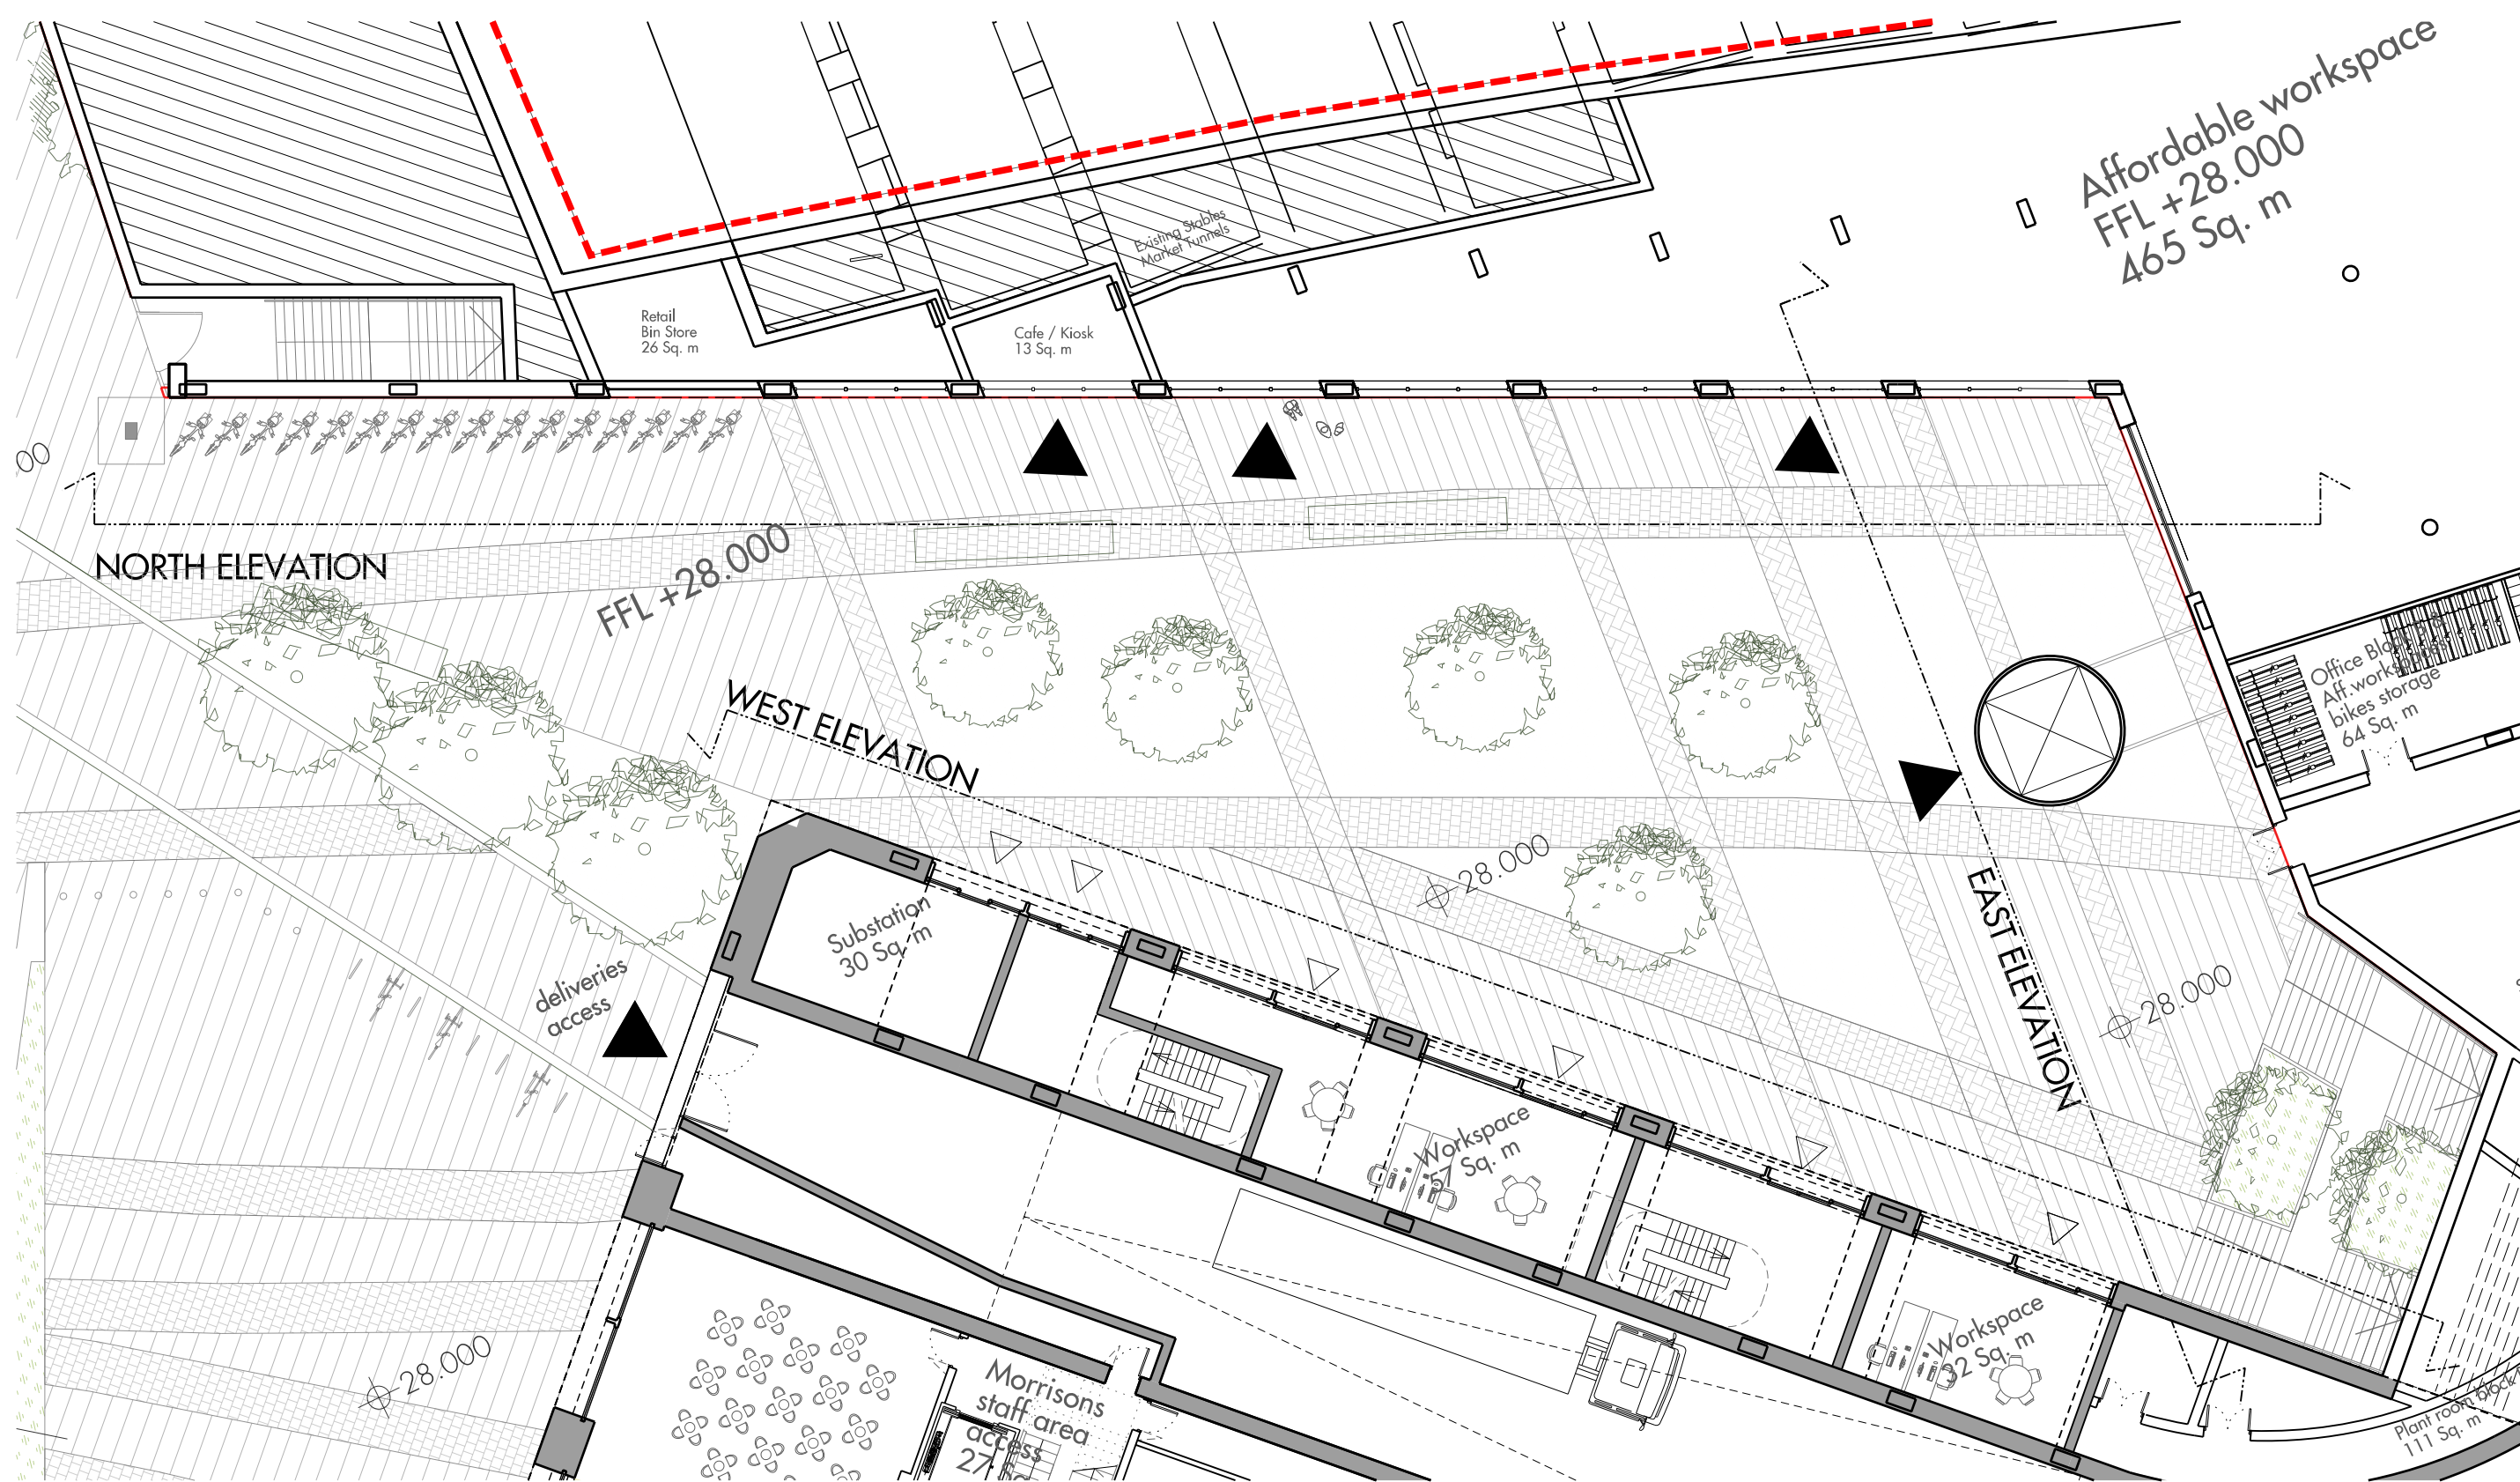 Affordable workspace
FFL +28.000
465 Sq. m
Existing Stables
Market Tunnels
Retail
Bin Store
26 Sq. m
Cafe / Kiosk
13 Sq. m
00
NORTH ELEVATION
FFL +28.000
WEST ELEVATION
Office Block
Aff.workspaces
bikes storage
64 Sq. m
28.000
EAST ELEVATION
28.000
Substation
30 Sq. m
deliveries
access
Workspace
57 Sq. m
Workspace
32 Sq. m
28.000
Morrisons
staff area
access
27
Plant room block
111 Sq. m